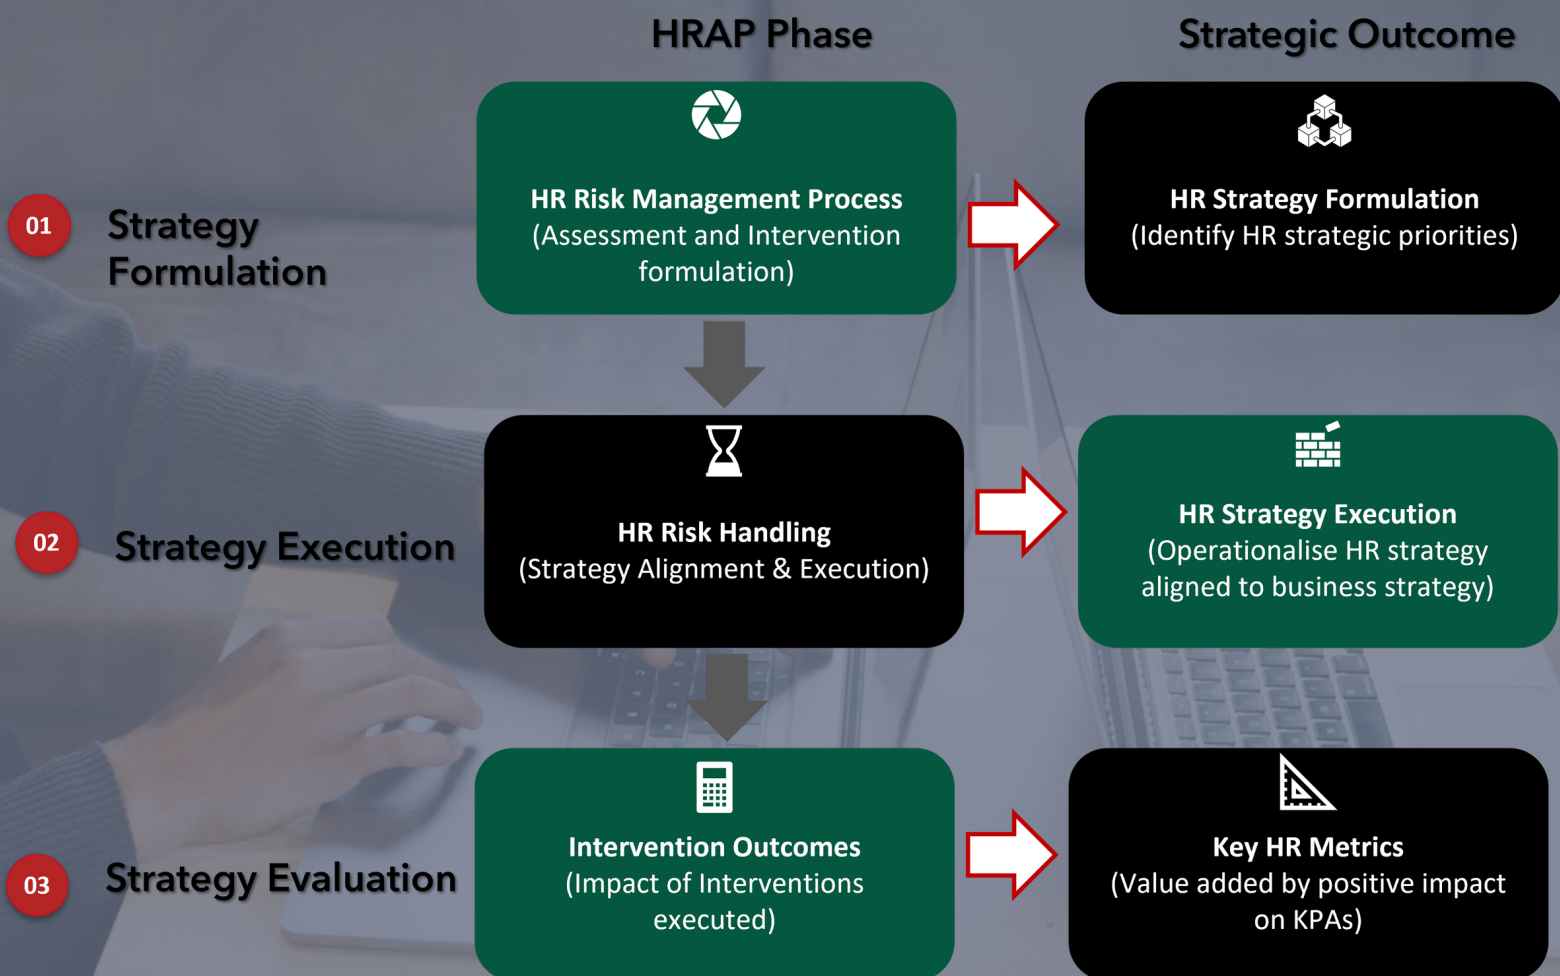 HRAP Phase
Strategic Outcome
01
Strategy
Formulation
HR Risk Management Process
(Assessment and Intervention
formulation)
HR Strategy Formulation
(Identify HR strategic priorities)
02
Strategy Execution
HR Risk Handling
(Strategy Alignment & Execution)
HR Strategy Execution
(Operationalise HR strategy
aligned to business strategy)
03
Strategy Evaluation
Intervention Outcomes
(Impact of Interventions
executed)
Key HR Metrics
(Value added by positive impact
on KPAs)